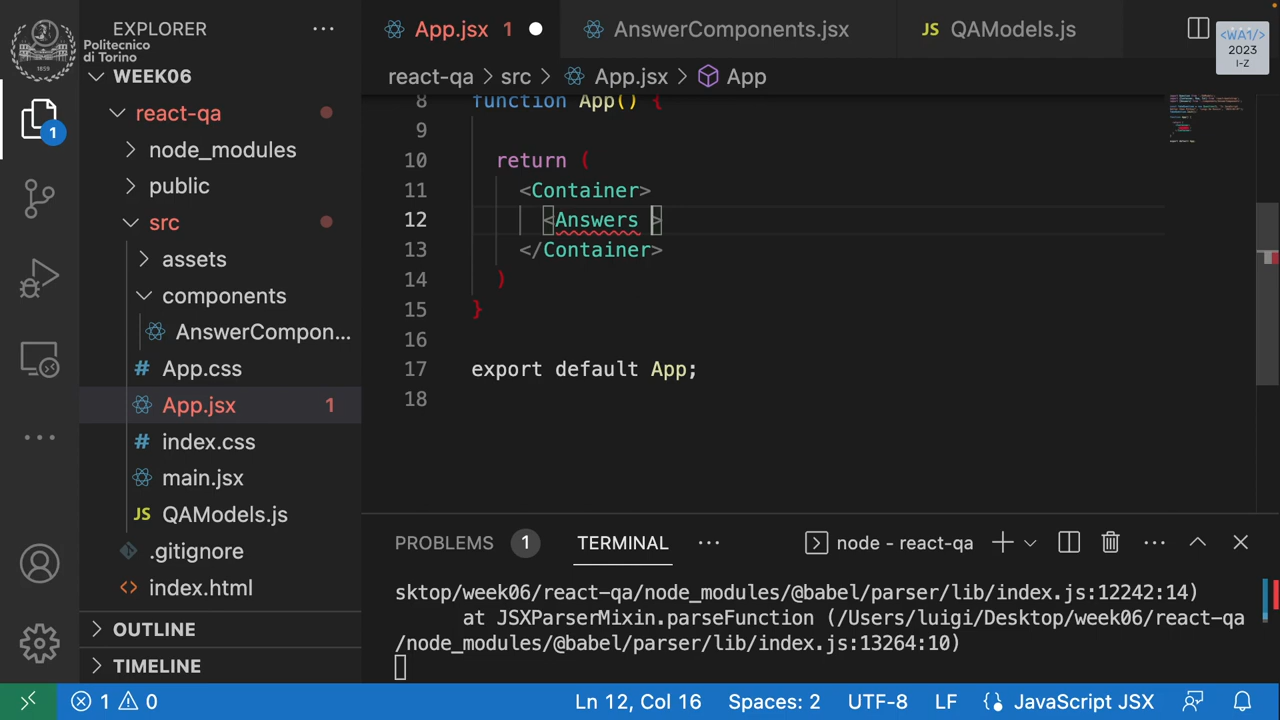 Politecnico
di Torino
1859
EXPLORER
WEEK06
react-qa
node_modules
public
src
assets
components
AnswerCompon...
App.css
App.jsx 1
index.css
main.jsx
QAModels.js
.gitignore
index.html
OUTLINE
TIMELINE
1
App.jsx 1
AnswerComponents.jsx
JS QAModels.js
<WA1/>
2023
I-Z
react-qa > src > App.jsx > App
8 function App() {
9
10 return (
11 <Container>
12 <Answers >
13 </Container>
14 )
15 }
16
17 export default App;
18
PROBLEMS 1 TERMINAL ... node - react-qa
sktop/week06/react-qa/node_modules/@babel/parser/lib/index.js:12242:14)
at JSXParserMixin.parseFunction (/Users/luigi/Desktop/week06/react-qa
/node_modules/@babel/parser/lib/index.js:13264:10)
1 0 Ln 12, Col 16 Spaces: 2 UTF-8 LF JavaScript JSX